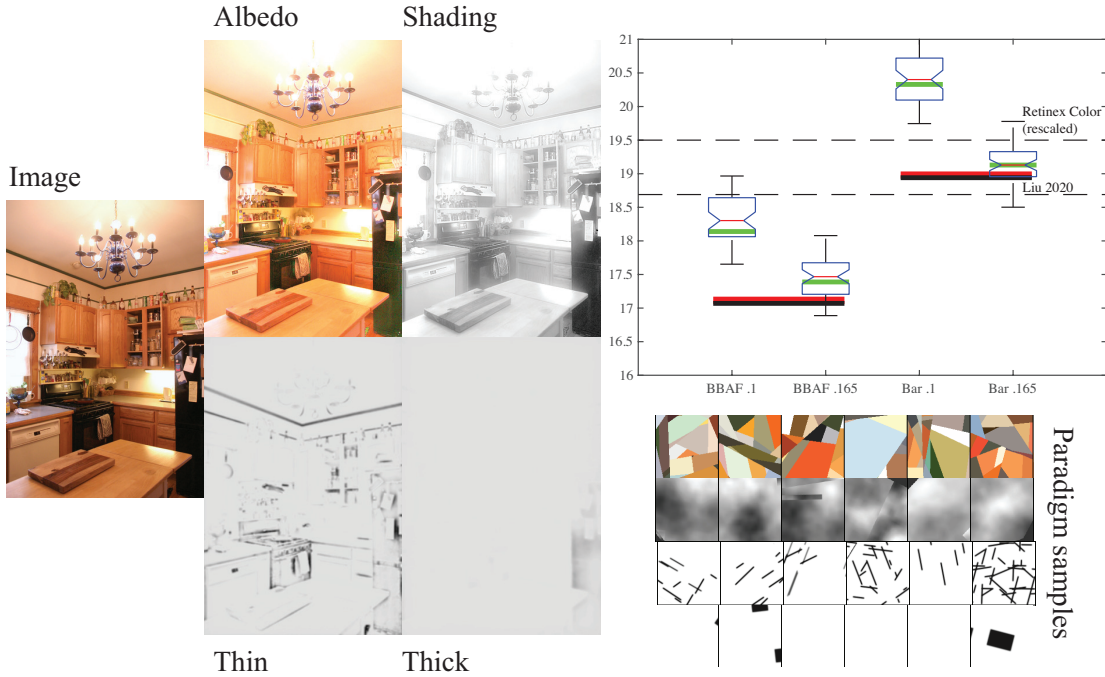 Albedo
Shading
Image
Thin
Thick
21
20.5
20
19.5
19
18.5
18
17.5
17
16.5
16
Retinex Color
(rescaled)
Liu 2020
BBAF .1
BBAF .165
Bar .1
Bar .165
Paradigm samples